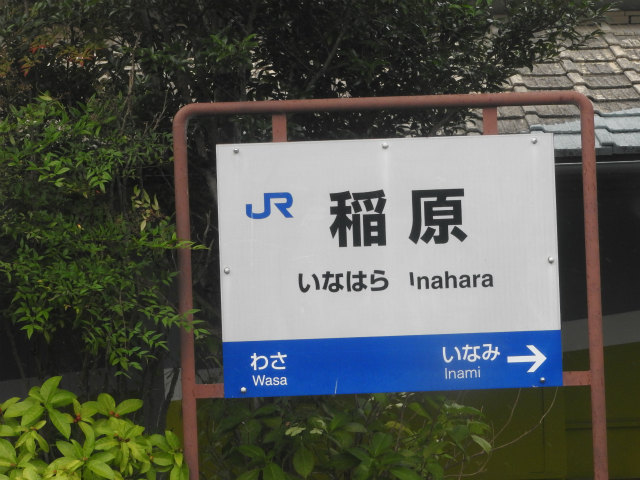 JR 稲原
いなはら Inahara
わさ いなみ →
Wasa Inami